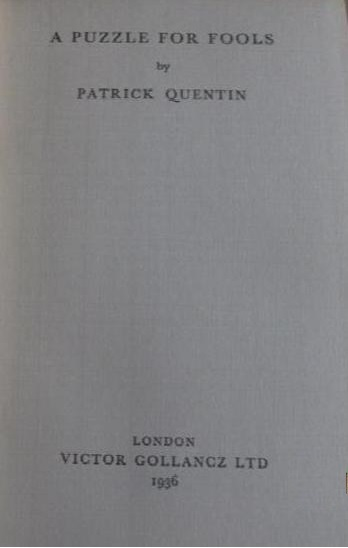 A PUZZLE FOR FOOLS
by
PATRICK QUENTIN
LONDON
VICTOR GOLLANCZ LTD
1936